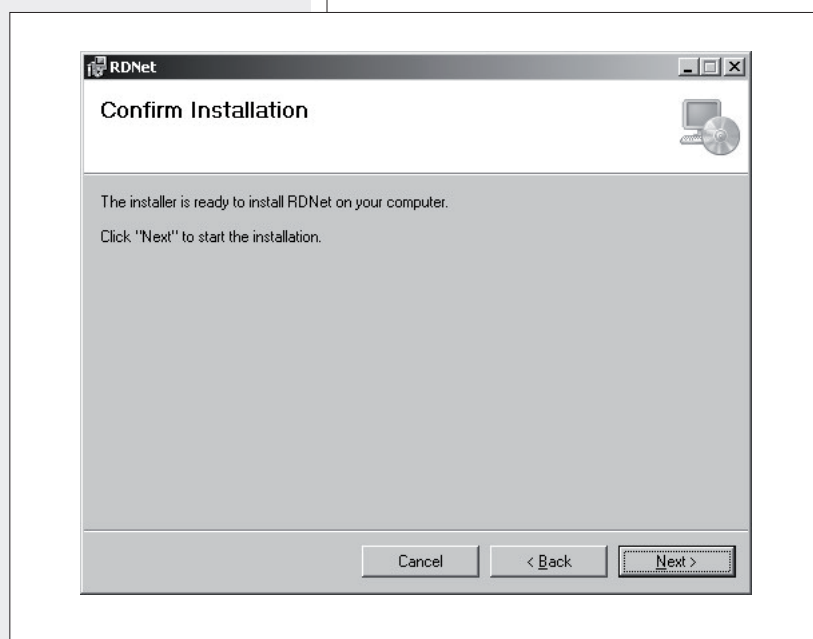 RDNet
Confirm Installation
The installer is ready to install RDNet on your computer.
Click "Next" to start the installation.
Cancel
< Back
Next >